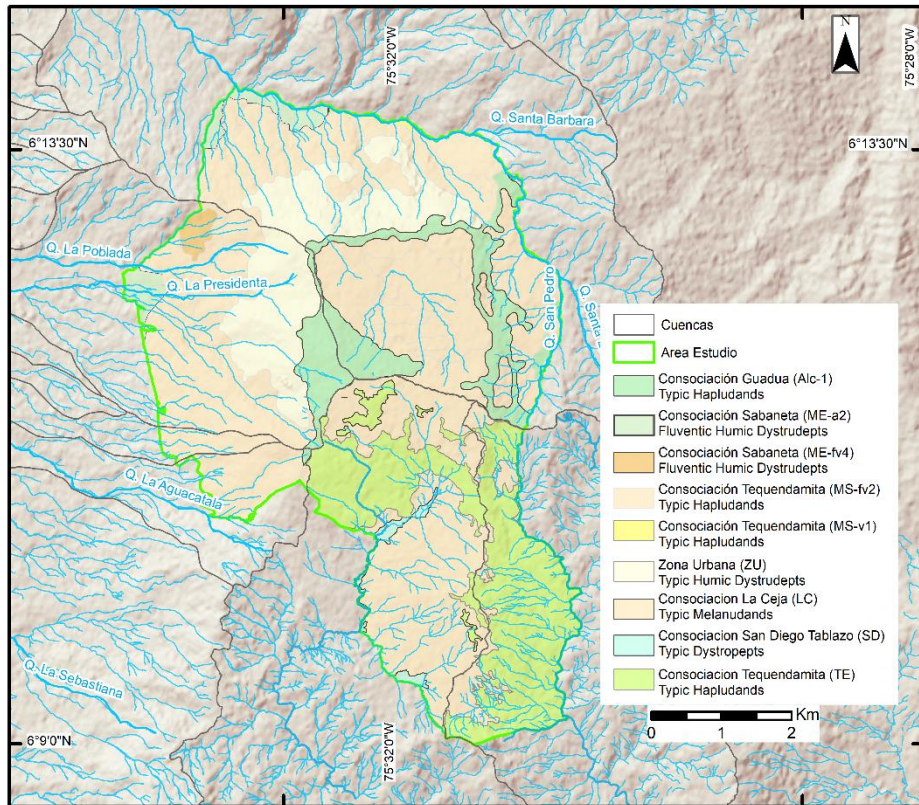 75°32'0"W
75°28'0"W
N
Q. Santa Barbara
6°13'30"N
6°13'30"N
Q. La Poblada
Q. La Presidenta
Q. San Pedro
Q. Santa
Q. La Aguacatala
Q. La Sebastiana
Cuencas
Area Estudio
Consociación Guadua (Alc-1)
Typic Hapludands
Consociación Sabaneta (ME-a2)
Fluventic Humic Dystrudepts
Consociación Sabaneta (ME-fv4)
Fluventic Humic Dystrudepts
Consociación Tequendamita (MS-fv2)
Typic Hapludands
Consociación Tequendamita (MS-v1)
Typic Hapludands
Zona Urbana (ZU)
Typic Humic Dystrudepts
Consociacion La Ceja (LC)
Typic Melanudands
Consociacion San Diego Tablazo (SD)
Typic Dystropepts
Consociacion Tequendamita (TE)
Typic Hapludands
Km
0 1 2
6°9'0"N
75°32'0"W